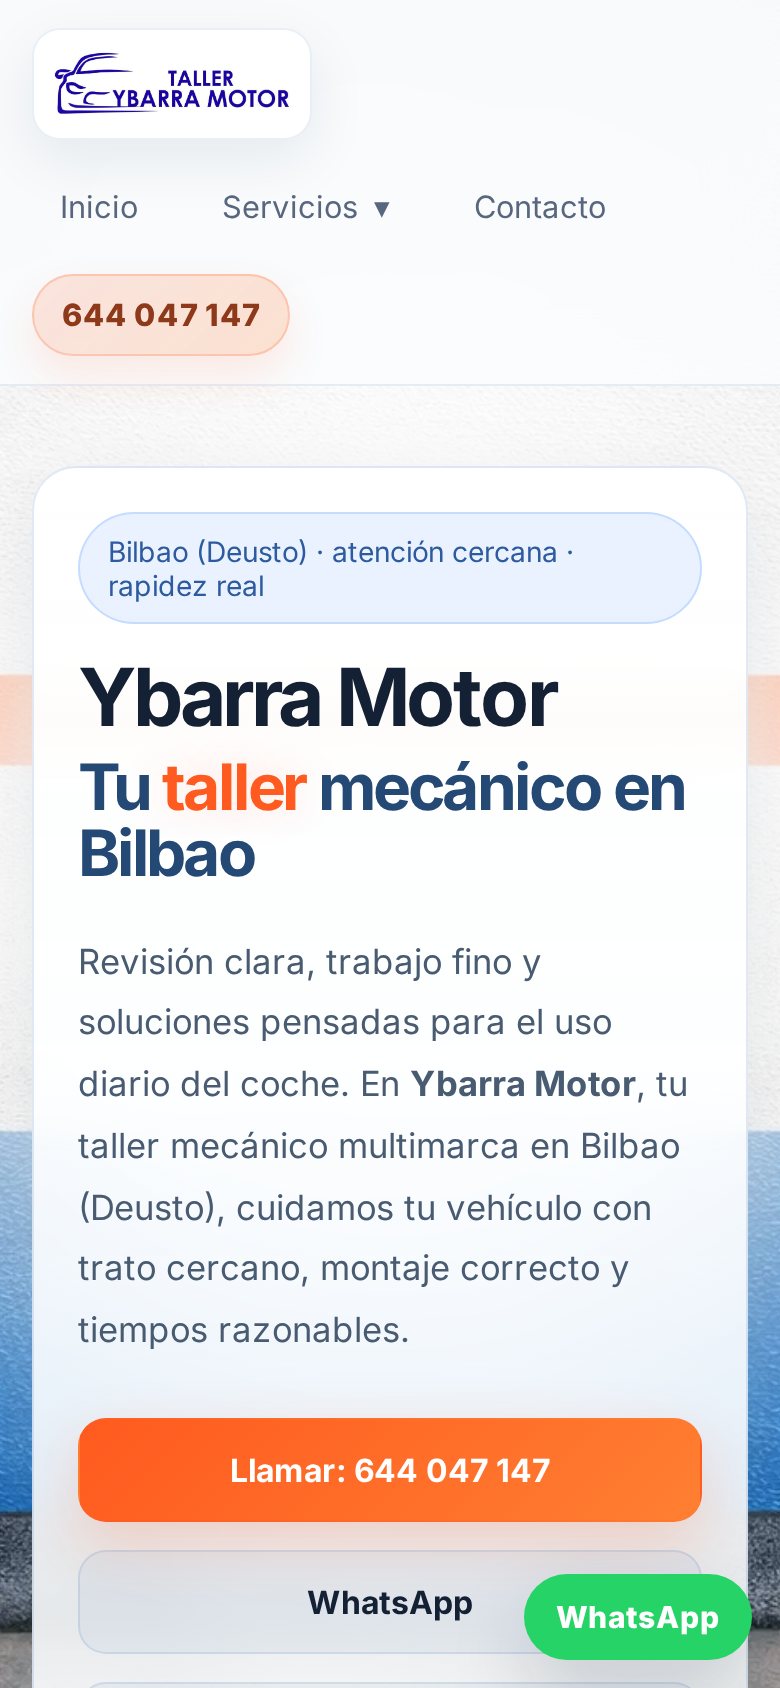 TALLER
YBARRA MOTOR
Inicio
Servicios ▾
Contacto
644 047 147
Bilbao (Deusto) · atención cercana ·
rapidez real
Ybarra Motor
Tu taller mecánico en
Bilbao
Revisión clara, trabajo fino y
soluciones pensadas para el uso
diario del coche. En Ybarra Motor, tu
taller mecánico multimarca en Bilbao
(Deusto), cuidamos tu vehículo con
trato cercano, montaje correcto y
tiempos razonables.
Llamar: 644 047 147
WhatsApp
WhatsApp